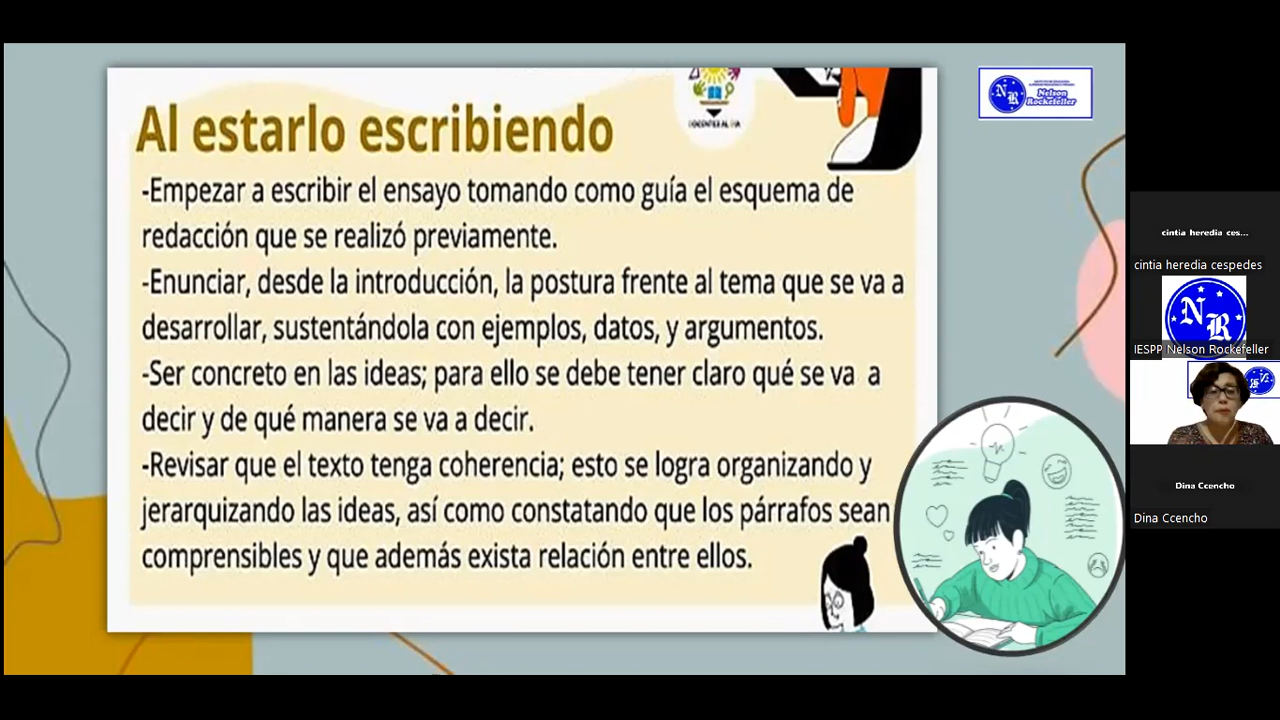 Al estarlo escribiendo
-Empezar a escribir el ensayo tomando como guía el esquema de
redacción que se realizó previamente.
-Enunciar, desde la introducción, la postura frente al tema que se va a
desarrollar, sustentándola con ejemplos, datos, y argumentos.
-Ser concreto en las ideas; para ello se debe tener claro qué se va a
decir y de qué manera se va a decir.
-Revisar que el texto tenga coherencia; esto se logra organizando y
jerarquizando las ideas, así como constatando que los párrafos sean
comprensibles y que además exista relación entre ellos.
NR
Nelson
Rockefeller
cintia heredia ces...
cintia heredia cespedes
NR
IESPP Nelson Rockefeller
Dina Ccencho
Dina Ccencho